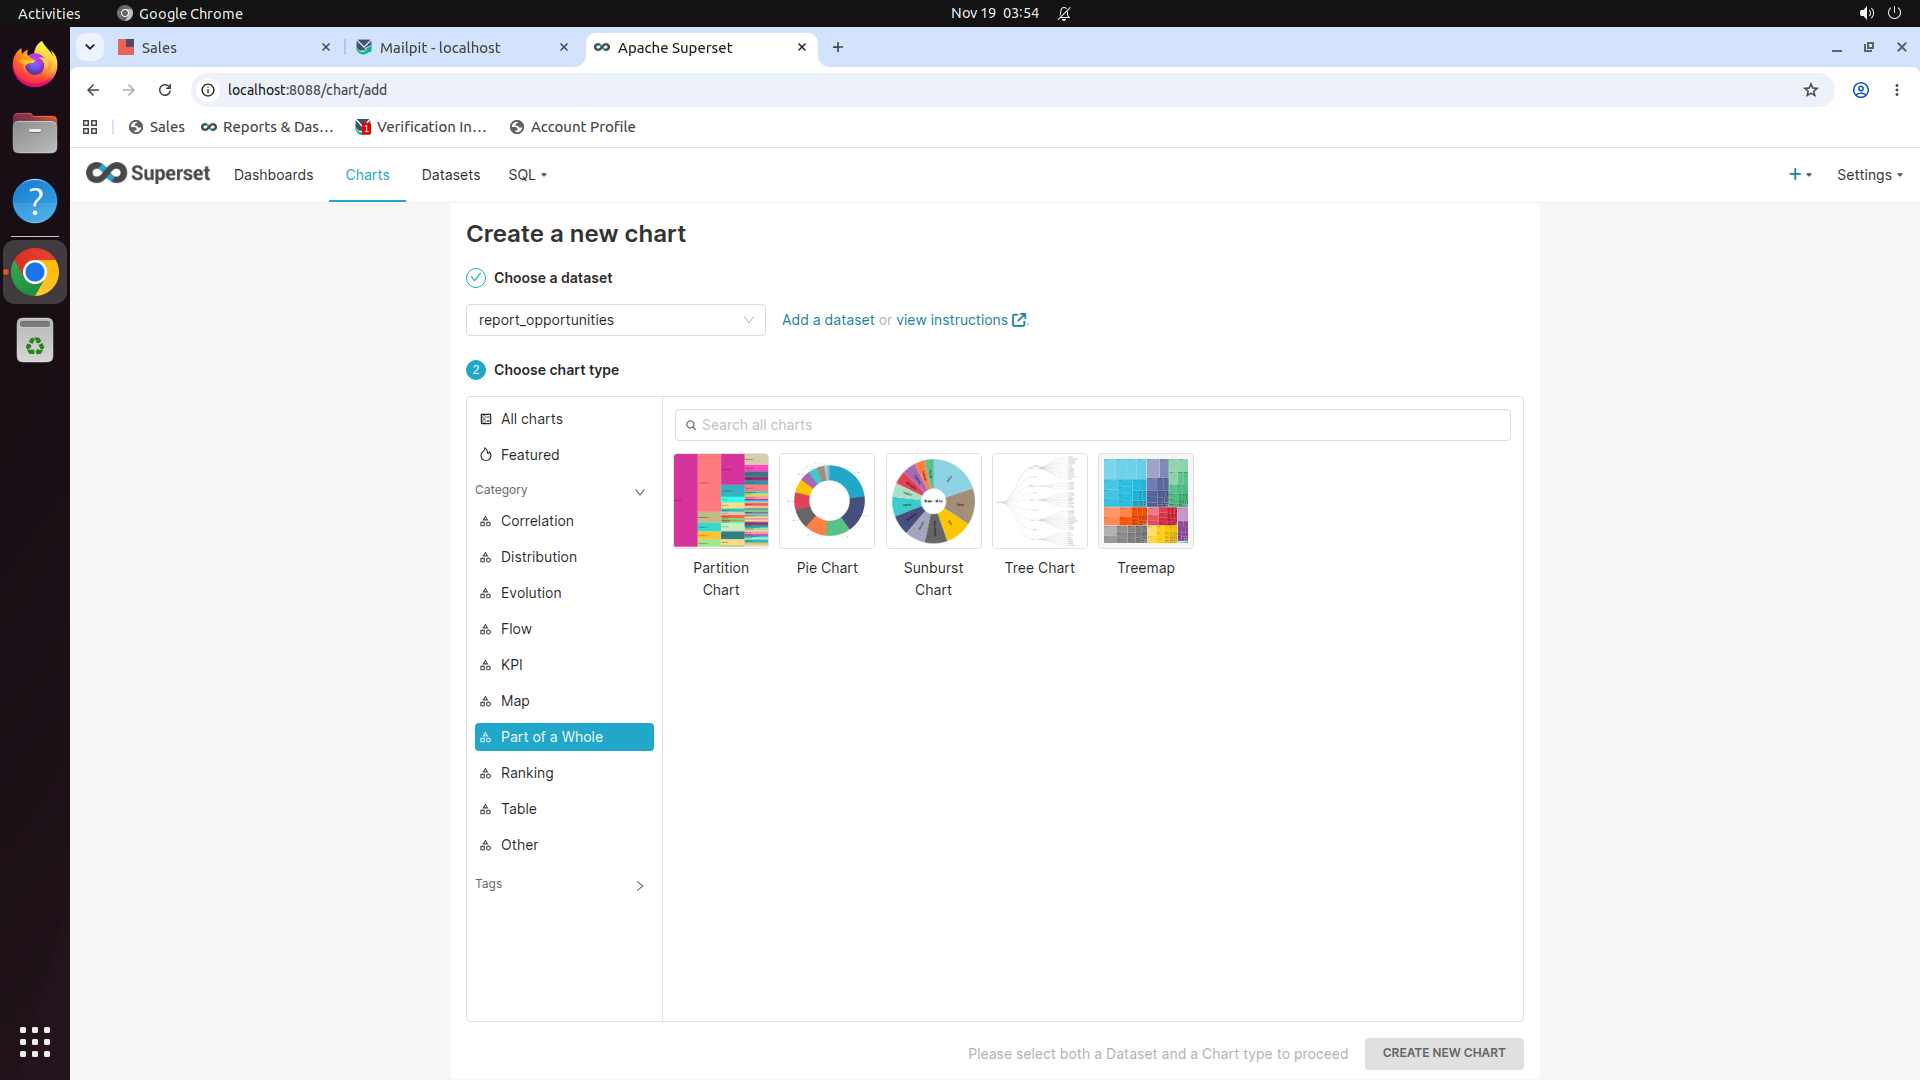 Activities
Google Chrome
Nov 19 03:54
Sales
Mailpit - localhost
Apache Superset
localhost:8088/chart/add
Sales
Reports & Das...
Verification In...
Account Profile
Superset
Dashboards
Charts
Datasets
SQL
Settings
Create a new chart
Choose a dataset
report_opportunities
Add a dataset or view instructions .
2 Choose chart type
All charts
Featured
Category
Correlation
Distribution
Evolution
Flow
KPI
Map
Part of a Whole
Ranking
Table
Other
Tags
Search all charts
Partition Chart
Pie Chart
Sunburst Chart
Tree Chart
Treemap
Please select both a Dataset and a Chart type to proceed
CREATE NEW CHART